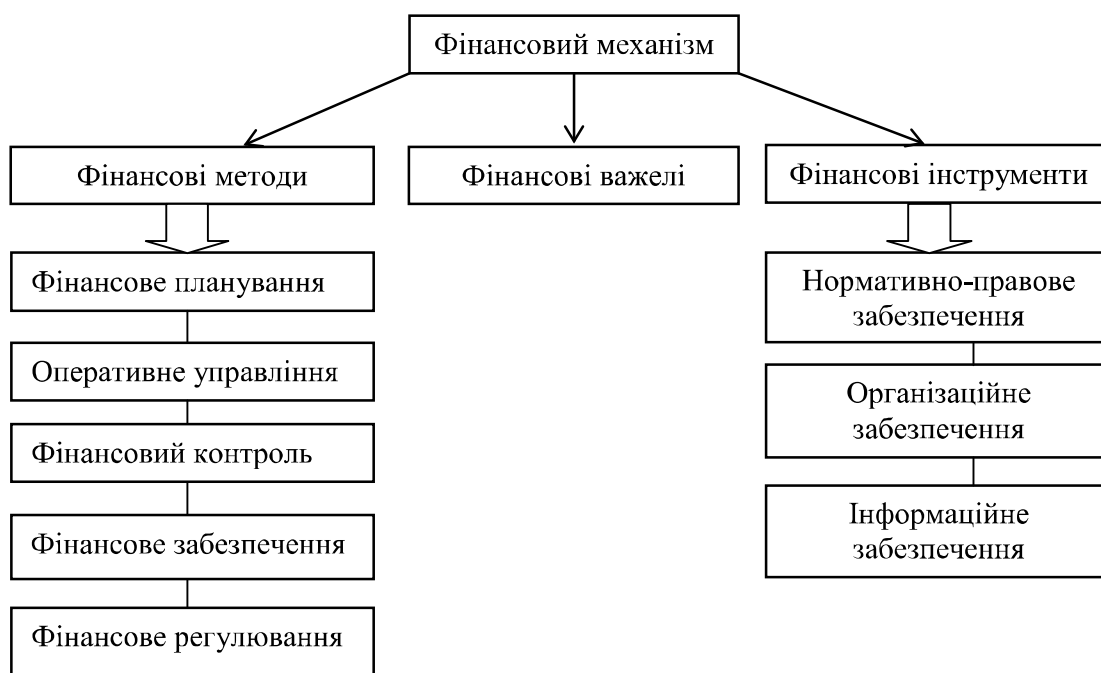 Фінансовий механізм
Фінансові методи
Фінансові важелі
Фінансові інструменти
Фінансове планування
Оперативне управління
Фінансовий контроль
Фінансове забезпечення
Фінансове регулювання
Нормативно-правове
забезпечення
Організаційне
забезпечення
Інформаційне
забезпечення